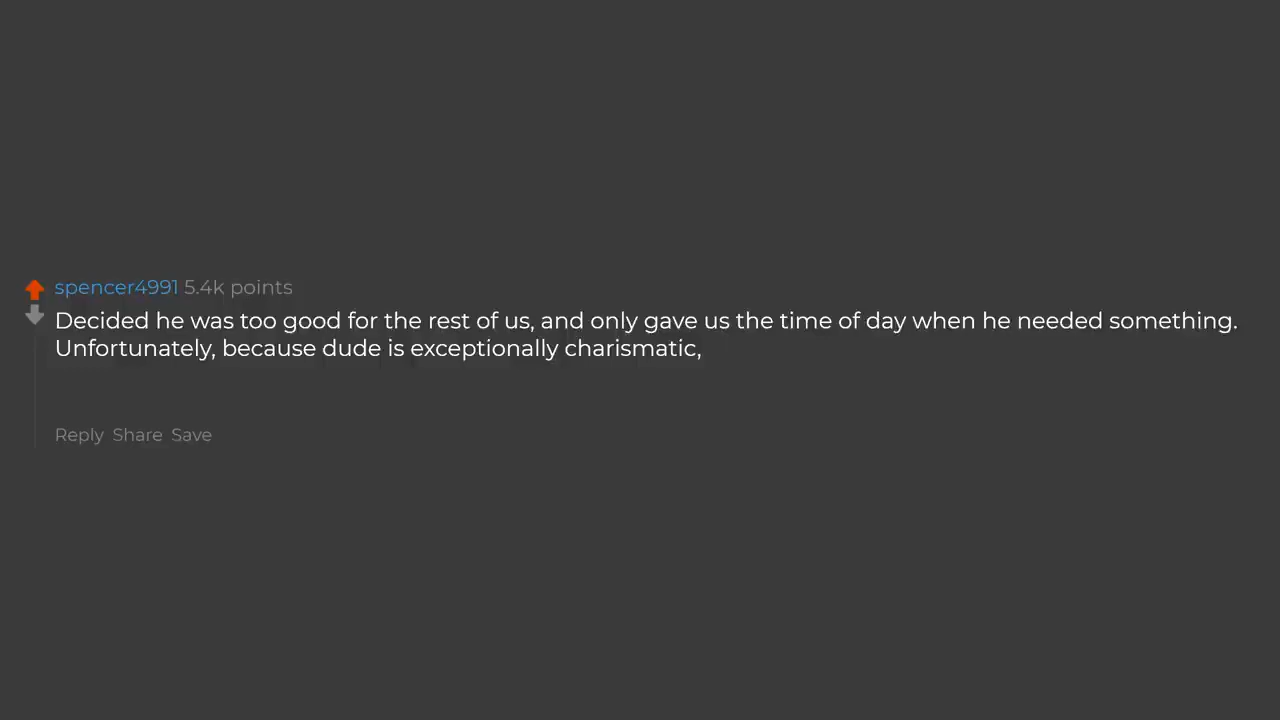 spencer4991 5.4k points
Decided he was too good for the rest of us, and only gave us the time of day when he needed something.
Unfortunately, because dude is exceptionally charismatic,
Reply Share Save